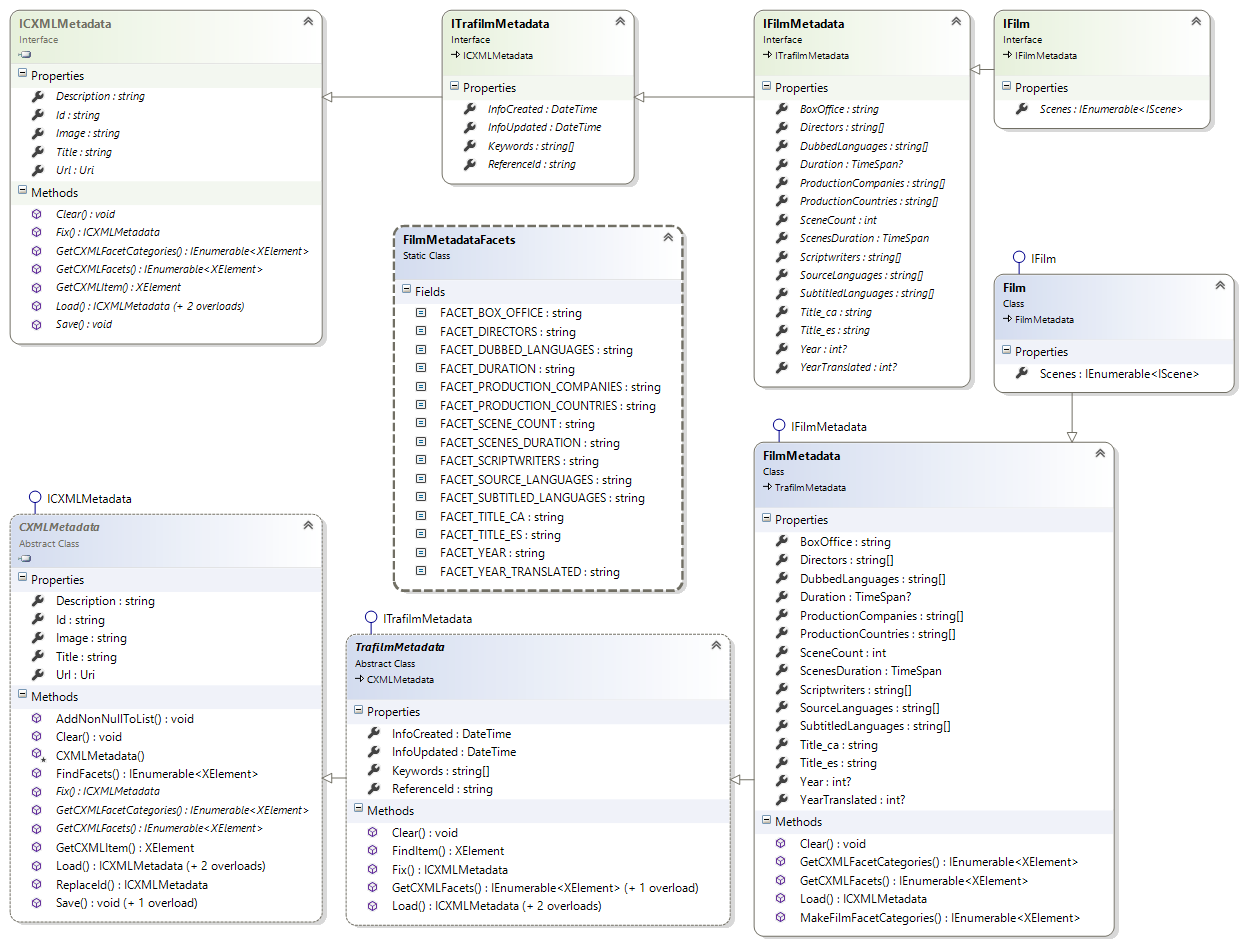 ICXMLMetadata
Interface
Properties
Description : string
Id : string
Image : string
Title : string
Url : Uri
Methods
Clear() : void
Fix() : ICXMLMetadata
GetCXMLFacetCategories() : IEnumerable<XElement>
GetCXMLFacets() : IEnumerable<XElement>
GetCXMLItem() : XElement
Load() : ICXMLMetadata (+ 2 overloads)
Save() : void
ITrafilmMetadata
Interface
ICXMLMetadata
Properties
InfoCreated : DateTime
InfoUpdated : DateTime
Keywords : string[]
ReferenceId : string
IFilmMetadata
Interface
ITrafilmMetadata
Properties
BoxOffice : string
Directors : string[]
DubbedLanguages : string[]
Duration : TimeSpan?
ProductionCompanies : string[]
ProductionCountries : string[]
SceneCount : int
ScenesDuration : TimeSpan
Scriptwriters : string[]
SourceLanguages : string[]
SubtitledLanguages : string[]
Title_ca : string
Title_es : string
Year : int?
YearTranslated : int?
IFilm
Interface
IFilmMetadata
Properties
Scenes : IEnumerable<IScene>
FilmMetadataFacets
Static Class
Fields
FACET_BOX_OFFICE : string
FACET_DIRECTORS : string
FACET_DUBBED_LANGUAGES : string
FACET_DURATION : string
FACET_PRODUCTION_COMPANIES : string
FACET_PRODUCTION_COUNTRIES : string
FACET_SCENE_COUNT : string
FACET_SCENES_DURATION : string
FACET_SCRIPTWRITERS : string
FACET_SOURCE_LANGUAGES : string
FACET_SUBTITLED_LANGUAGES : string
FACET_TITLE_CA : string
FACET_TITLE_ES : string
FACET_YEAR : string
FACET_YEAR_TRANSLATED : string
IFilm
Film
Class
FilmMetadata
Properties
Scenes : IEnumerable<IScene>
ICXMLMetadata
CXMLMetadata
Abstract Class
Properties
Description : string
Id : string
Image : string
Title : string
Url : Uri
Methods
AddNonNullToList() : void
Clear() : void
CXMLMetadata()
FindFacets() : IEnumerable<XElement>
Fix() : ICXMLMetadata
GetCXMLFacetCategories() : IEnumerable<XElement>
GetCXMLFacets() : IEnumerable<XElement>
GetCXMLItem() : XElement
Load() : ICXMLMetadata (+ 2 overloads)
ReplaceId() : ICXMLMetadata
Save() : void (+ 1 overload)
ITrafilmMetadata
TrafilmMetadata
Abstract Class
CXMLMetadata
Properties
InfoCreated : DateTime
InfoUpdated : DateTime
Keywords : string[]
ReferenceId : string
Methods
Clear() : void
FindItem() : XElement
Fix() : ICXMLMetadata
GetCXMLFacets() : IEnumerable<XElement> (+ 1 overload)
Load() : ICXMLMetadata (+ 2 overloads)
IFilmMetadata
FilmMetadata
Class
TrafilmMetadata
Properties
BoxOffice : string
Directors : string[]
DubbedLanguages : string[]
Duration : TimeSpan?
ProductionCompanies : string[]
ProductionCountries : string[]
SceneCount : int
ScenesDuration : TimeSpan
Scriptwriters : string[]
SourceLanguages : string[]
SubtitledLanguages : string[]
Title_ca : string
Title_es : string
Year : int?
YearTranslated : int?
Methods
Clear() : void
GetCXMLFacetCategories() : IEnumerable<XElement>
GetCXMLFacets() : IEnumerable<XElement>
Load() : ICXMLMetadata
MakeFilmFacetCategories() : IEnumerable<XElement>